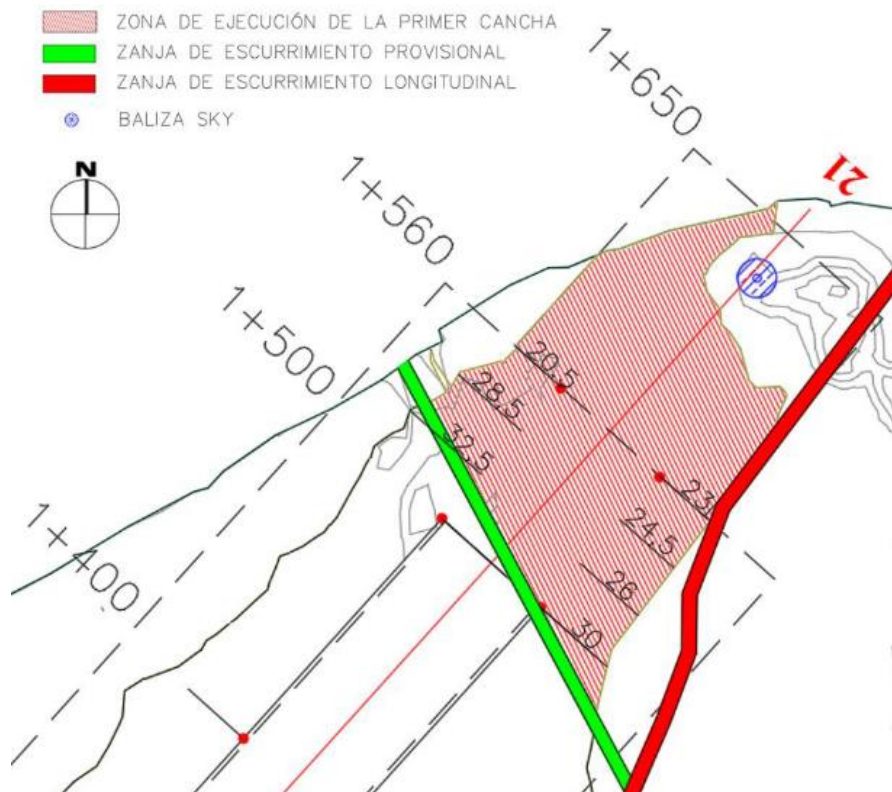 ZONA DE EJECUCIÓN DE LA PRIMER CANCHA
ZANJA DE ESCURRIMIENTO PROVISIONAL
ZANJA DE ESCURRIMIENTO LONGITUDINAL
BALIZA SKY
N
1+650
21
1+560
1+500
20,5
28,5
32,5
23
24,5
1+400
26
30